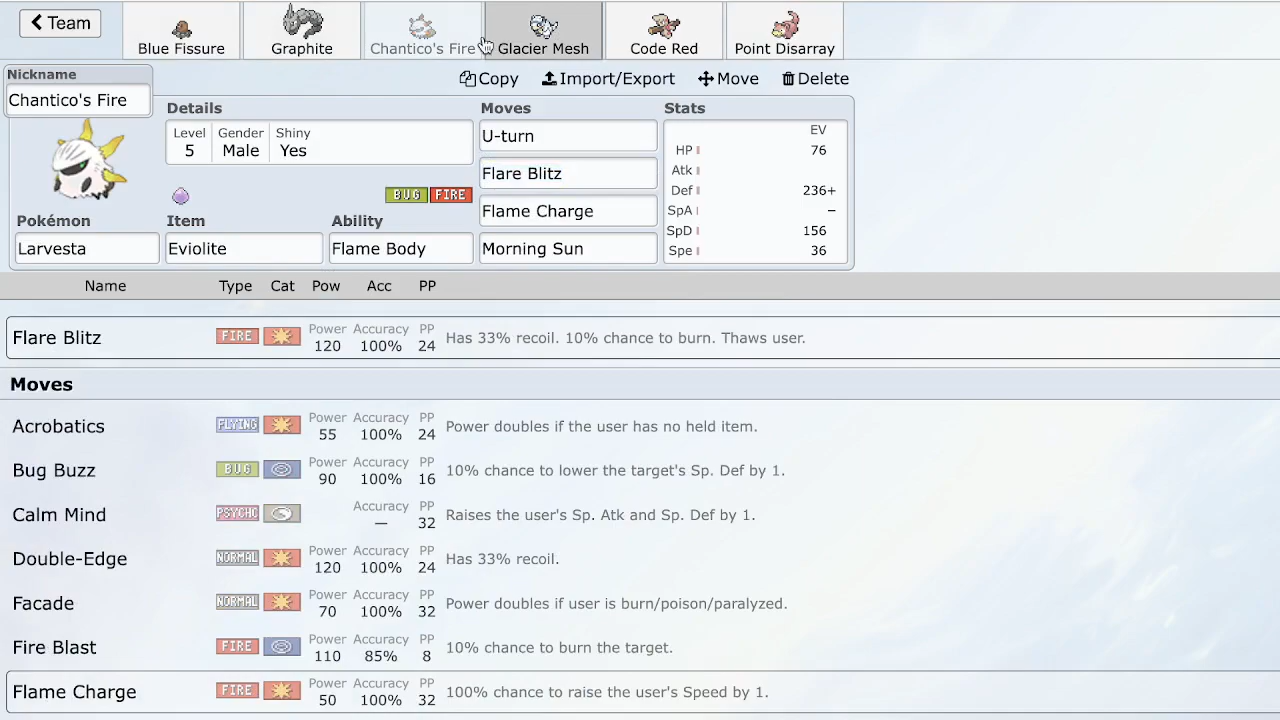 Team
Blue Fissure
Graphite
Chantico's Fire
Glacier Mesh
Code Red
Point Disarray
Nickname
Chantico's Fire
Copy
Import/Export
Move
Delete
Details
Moves
Stats
Level
5
Gender
Male
Shiny
Yes
BUG FIRE
Pokémon
Larvesta
Item
Eviolite
Ability
Flame Body
U-turn
Flare Blitz
Flame Charge
Morning Sun
EV
HP 76
Atk
Def 236+
SpA –
SpD 156
Spe 36
Name Type Cat Pow Acc PP
Flare Blitz FIRE Power 120 Accuracy 100% PP 24 Has 33% recoil. 10% chance to burn. Thaws user.
Moves
Acrobatics FLYING Power 55 Accuracy 100% PP 24 Power doubles if the user has no held item.
Bug Buzz BUG Power 90 Accuracy 100% PP 16 10% chance to lower the target's Sp. Def by 1.
Calm Mind PSYCHC Accuracy — PP 32 Raises the user's Sp. Atk and Sp. Def by 1.
Double-Edge NORMAL Power 120 Accuracy 100% PP 24 Has 33% recoil.
Facade NORMAL Power 70 Accuracy 100% PP 32 Power doubles if user is burn/poison/paralyzed.
Fire Blast FIRE Power 110 Accuracy 85% PP 8 10% chance to burn the target.
Flame Charge FIRE Power 50 Accuracy 100% PP 32 100% chance to raise the user's Speed by 1.